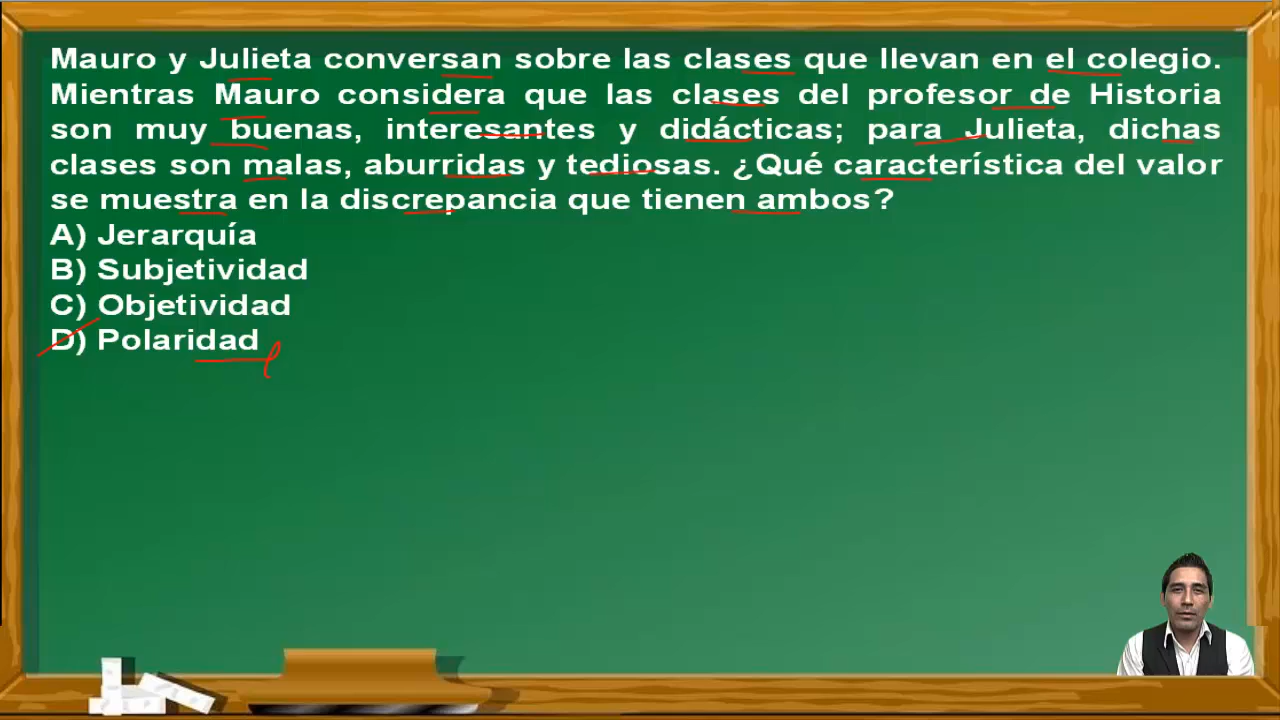 Mauro y Julieta conversan sobre las clases que llevan en el colegio.
Mientras Mauro considera que las clases del profesor de Historia
son muy buenas, interesantes y didácticas; para Julieta, dichas
clases son malas, aburridas y tediosas. ¿Qué característica del valor
se muestra en la discrepancia que tienen ambos?
A) Jerarquía
B) Subjetividad
C) Objetividad
D) Polaridad